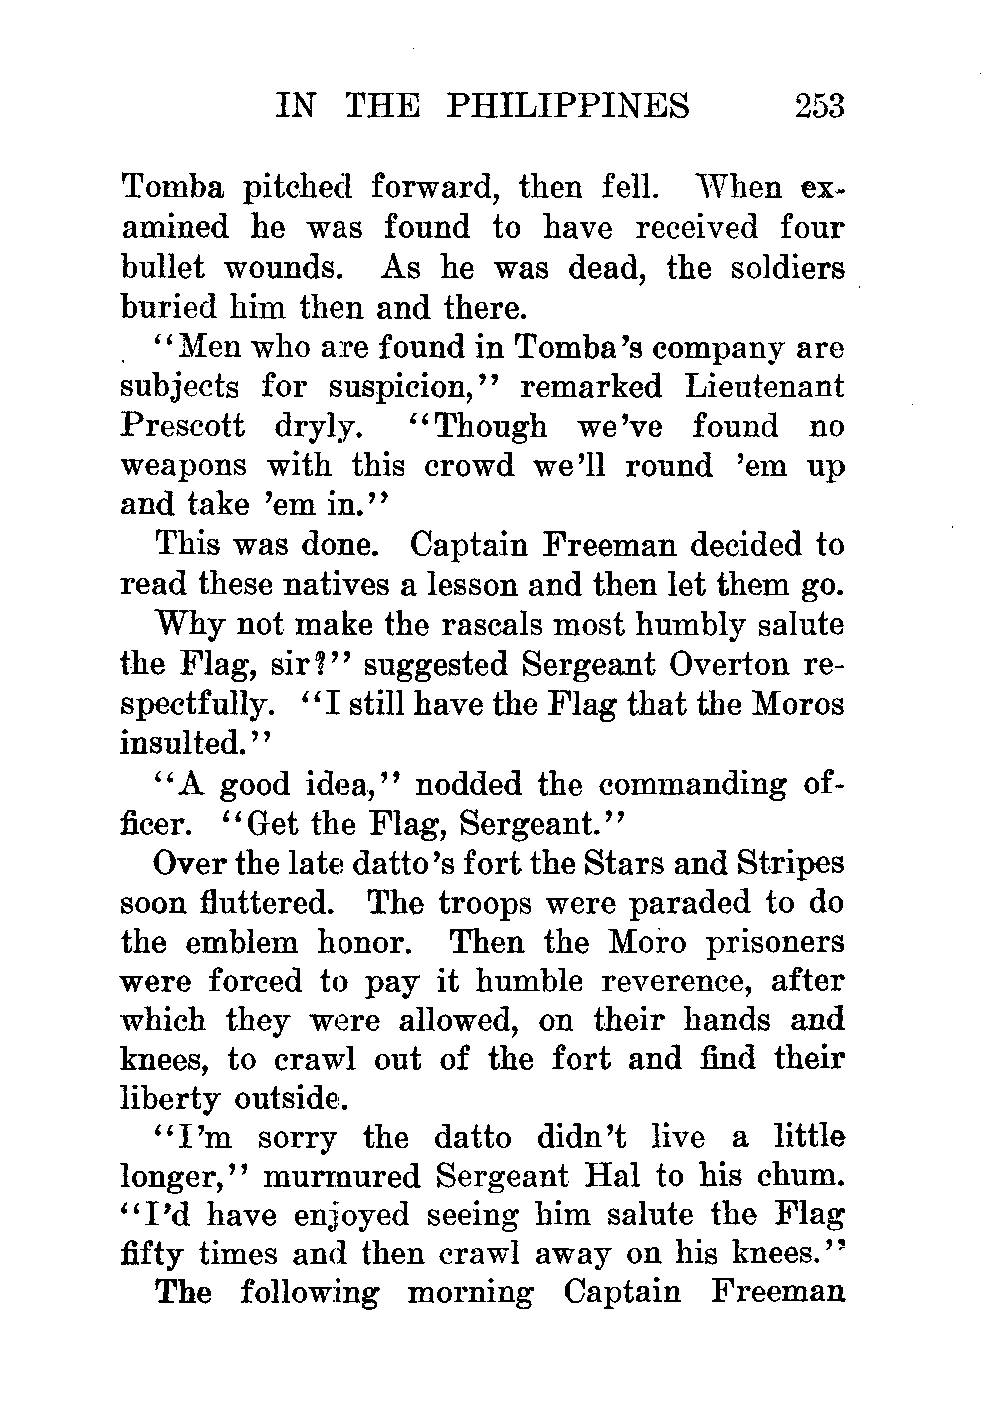 IN THE PHILIPPINES 253
Tomba pitched forward, then fell. When ex-
amined he was found to have received four
bullet wounds. As he was dead, the soldiers
buried him then and there.
"Men who are found in Tomba's company are
subjects for suspicion," remarked Lieutenant
Prescott dryly. "Though we've found no
weapons with this crowd we'll round 'em up
and take 'em in."
This was done. Captain Freeman decided to
read these natives a lesson and then let them go.
Why not make the rascals most humbly salute
the Flag, sir?" suggested Sergeant Overton re-
spectfully. "I still have the Flag that the Moros
insulted."
"A good idea," nodded the commanding of-
ficer. "Get the Flag, Sergeant."
Over the late datto's fort the Stars and Stripes
soon fluttered. The troops were paraded to do
the emblem honor. Then the Moro prisoners
were forced to pay it humble reverence, after
which they were allowed, on their hands and
knees, to crawl out of the fort and find their
liberty outside.
"I'm sorry the datto didn't live a little
longer," murmured Sergeant Hal to his chum.
"I'd have enjoyed seeing him salute the Flag
fifty times and then crawl away on his knees."
The following morning Captain Freeman